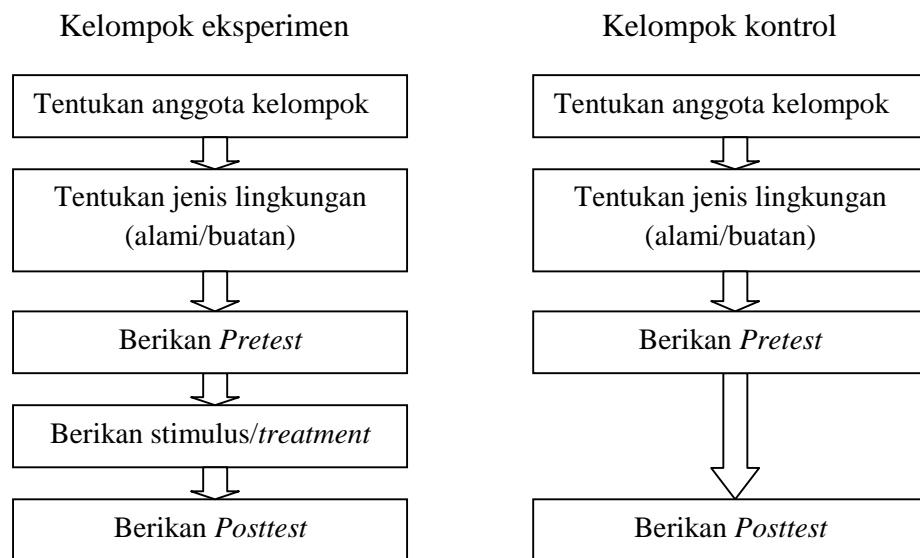 Kelompok eksperimen
Tentukan anggota kelompok
Tentukan jenis lingkungan
(alami/buatan)
Berikan Pretest
Berikan stimulus/treatment
Berikan Posttest
Kelompok kontrol
Tentukan anggota kelompok
Tentukan jenis lingkungan
(alami/buatan)
Berikan Pretest
Berikan Posttest